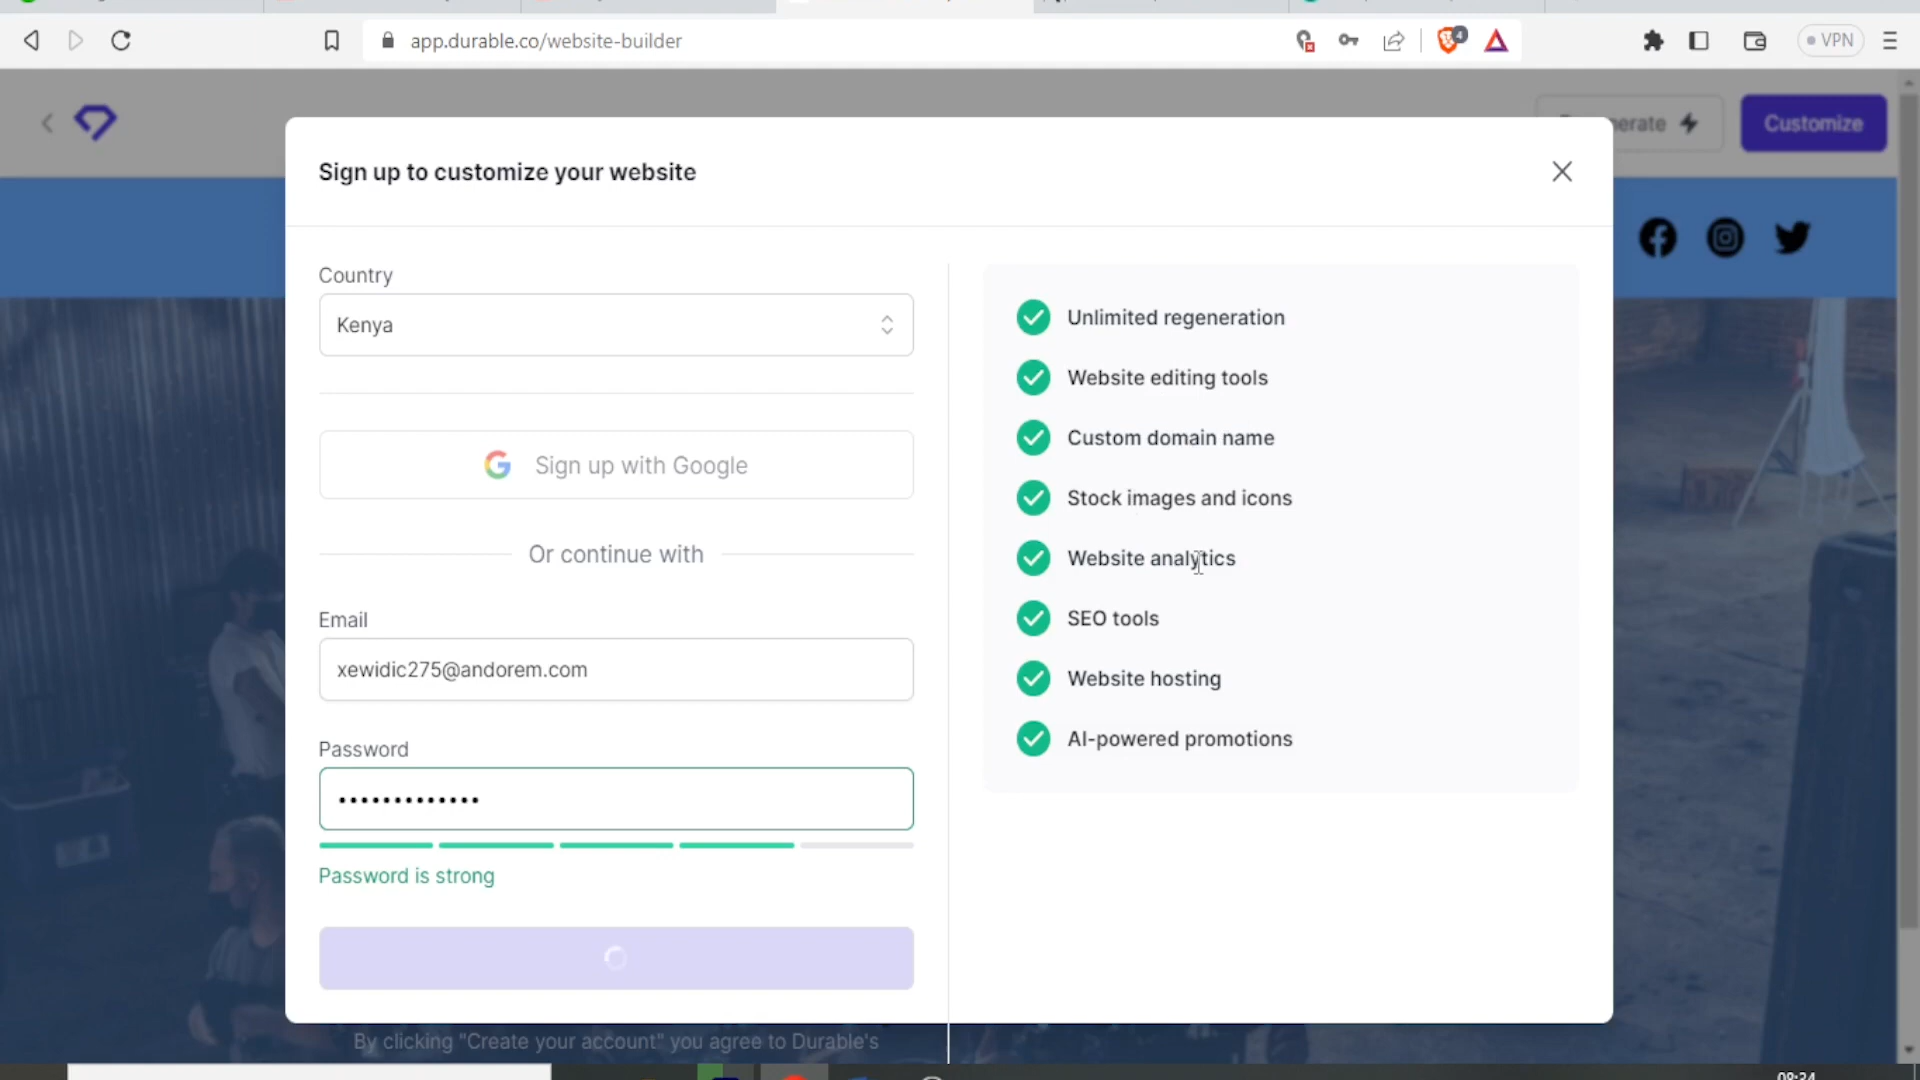 app.durable.co/website-builder
4
VPN
Customize
Sign up to customize your website
Country
Kenya
Sign up with Google
Or continue with
Email
xewidic275@andorem.com
Password
•••••••••••••
Password is strong
Unlimited regeneration
Website editing tools
Custom domain name
Stock images and icons
Website analytics
SEO tools
Website hosting
AI-powered promotions
By clicking "Create your account" you agree to Durable's